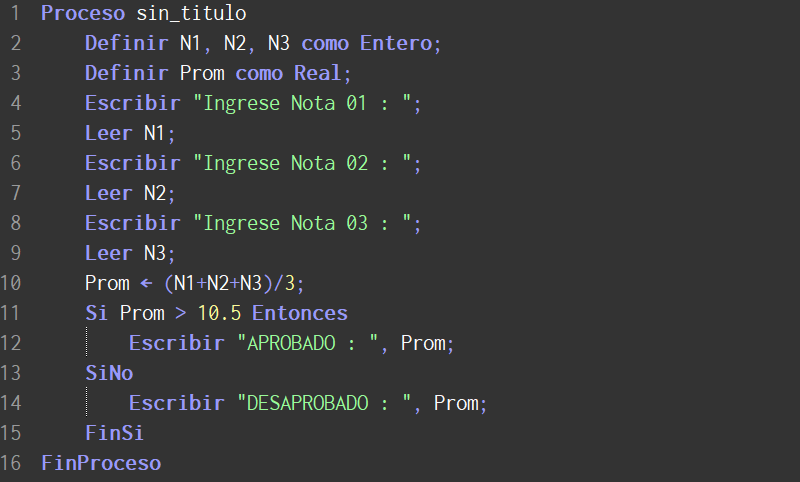 1 Proceso sin_titulo
2 Definir N1, N2, N3 como Entero;
3 Definir Prom como Real;
4 Escribir "Ingrese Nota 01 : ";
5 Leer N1;
6 Escribir "Ingrese Nota 02 : ";
7 Leer N2;
8 Escribir "Ingrese Nota 03 : ";
9 Leer N3;
10 Prom ← (N1+N2+N3)/3;
11 Si Prom > 10.5 Entonces
12 Escribir "APROBADO : ", Prom;
13 SiNo
14 Escribir "DESAPROBADO : ", Prom;
15 FinSi
16 FinProceso